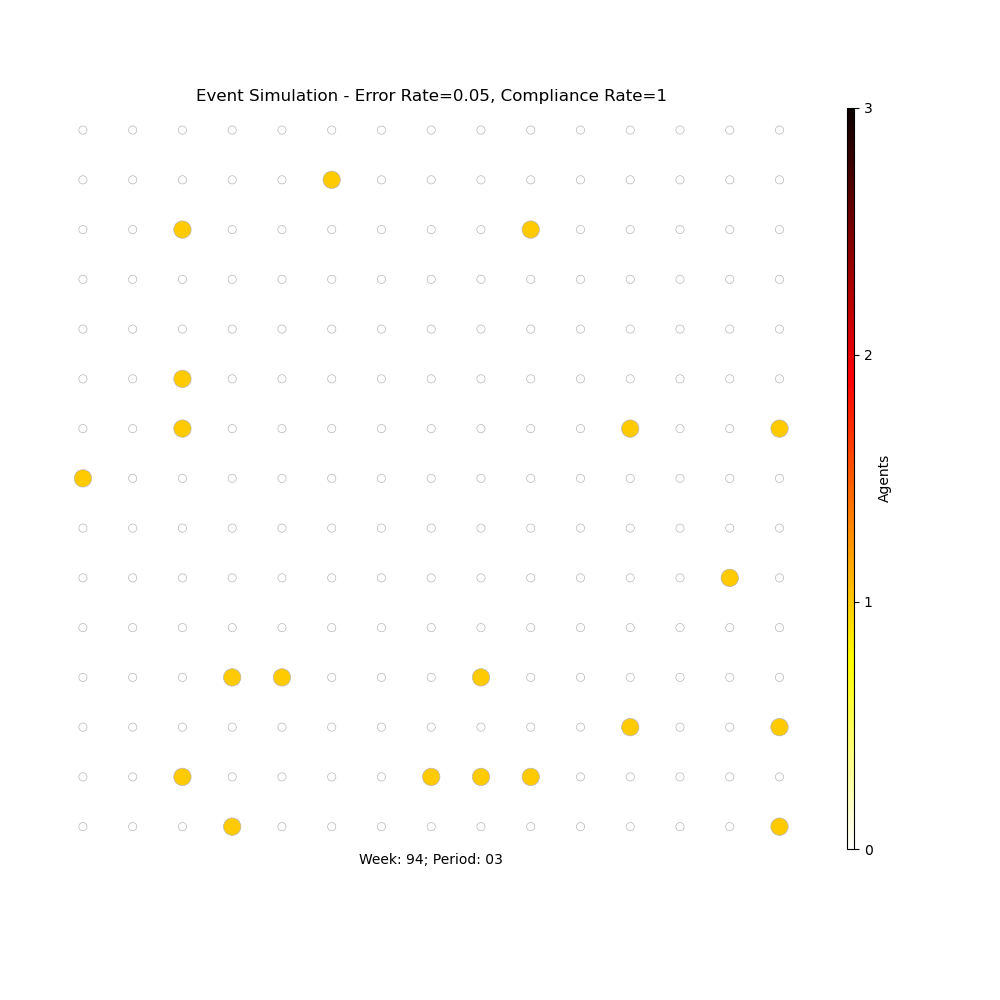 Event Simulation - Error Rate=0.05, Compliance Rate=1
3
2
Agents
1
0
Week: 94; Period: 03